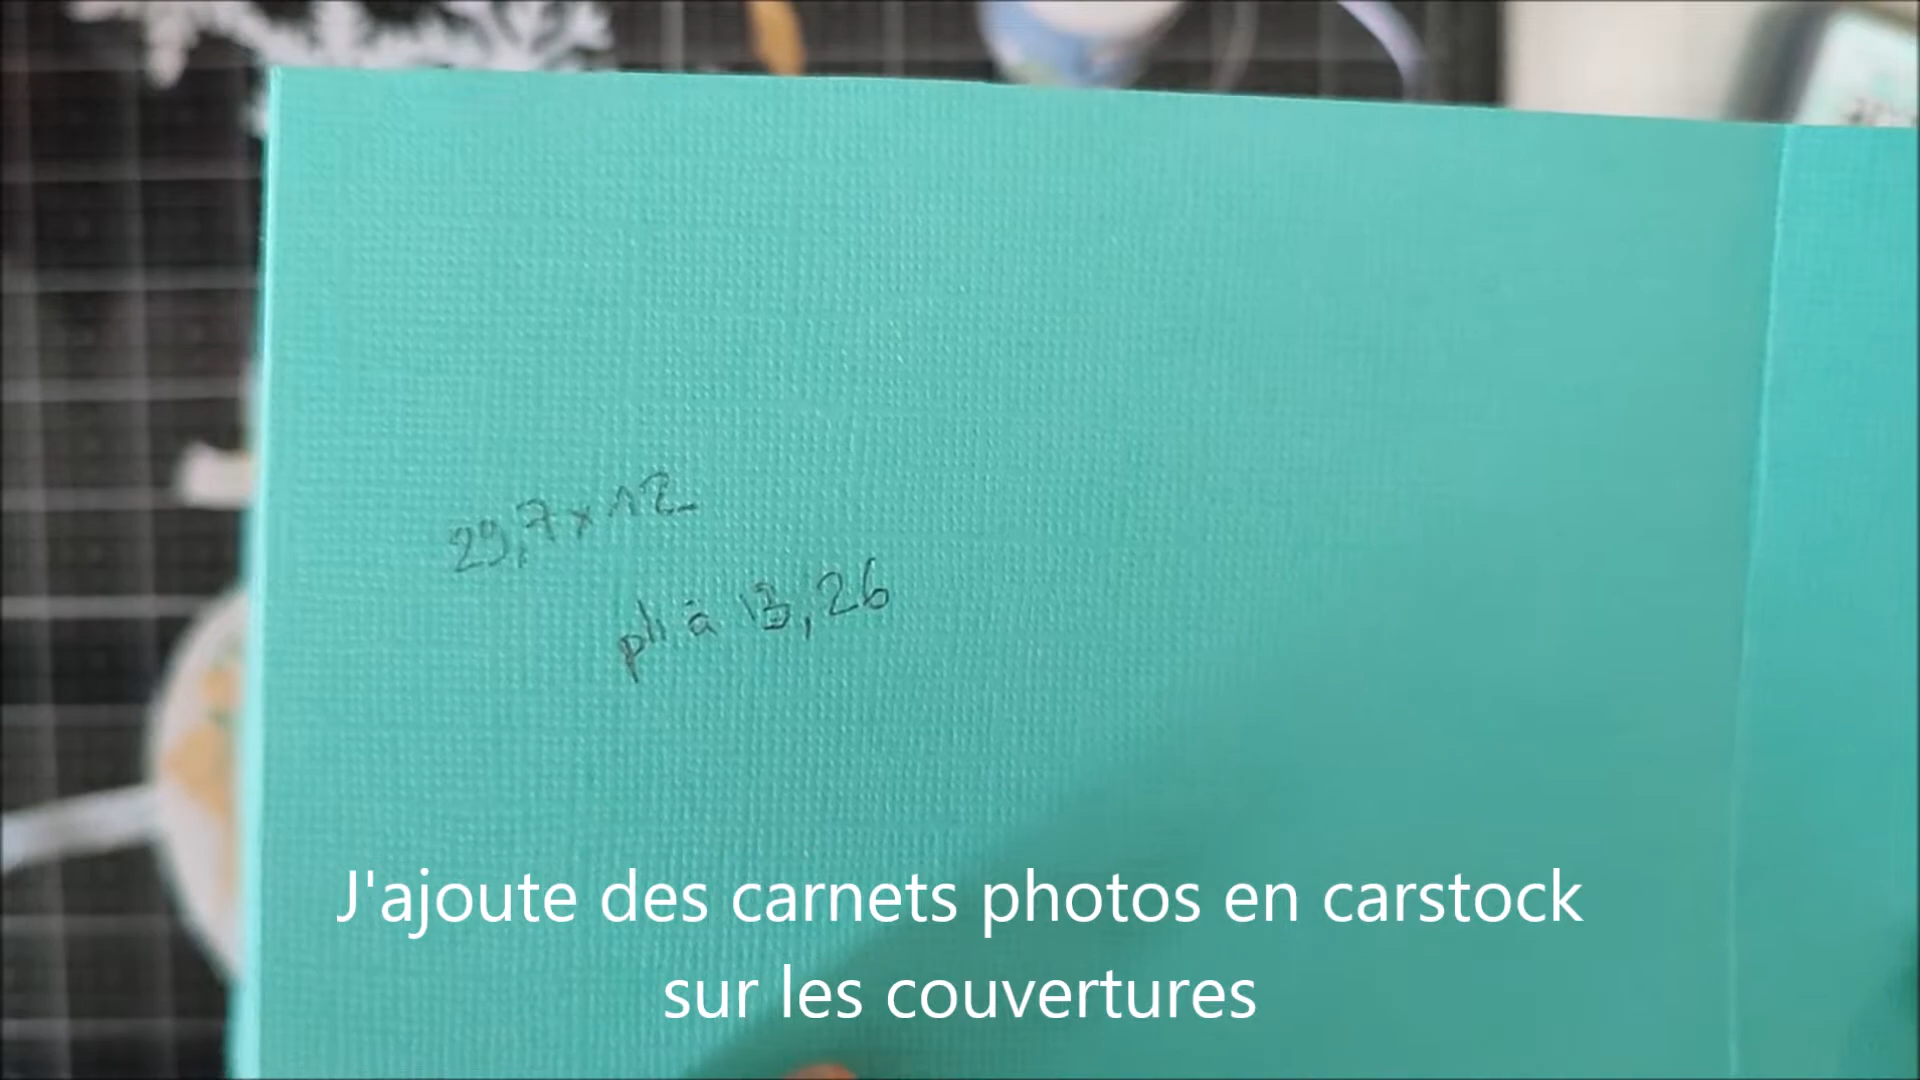 29,7 x 12
pli à 13,26
J'ajoute des carnets photos en carstock
sur les couvertures